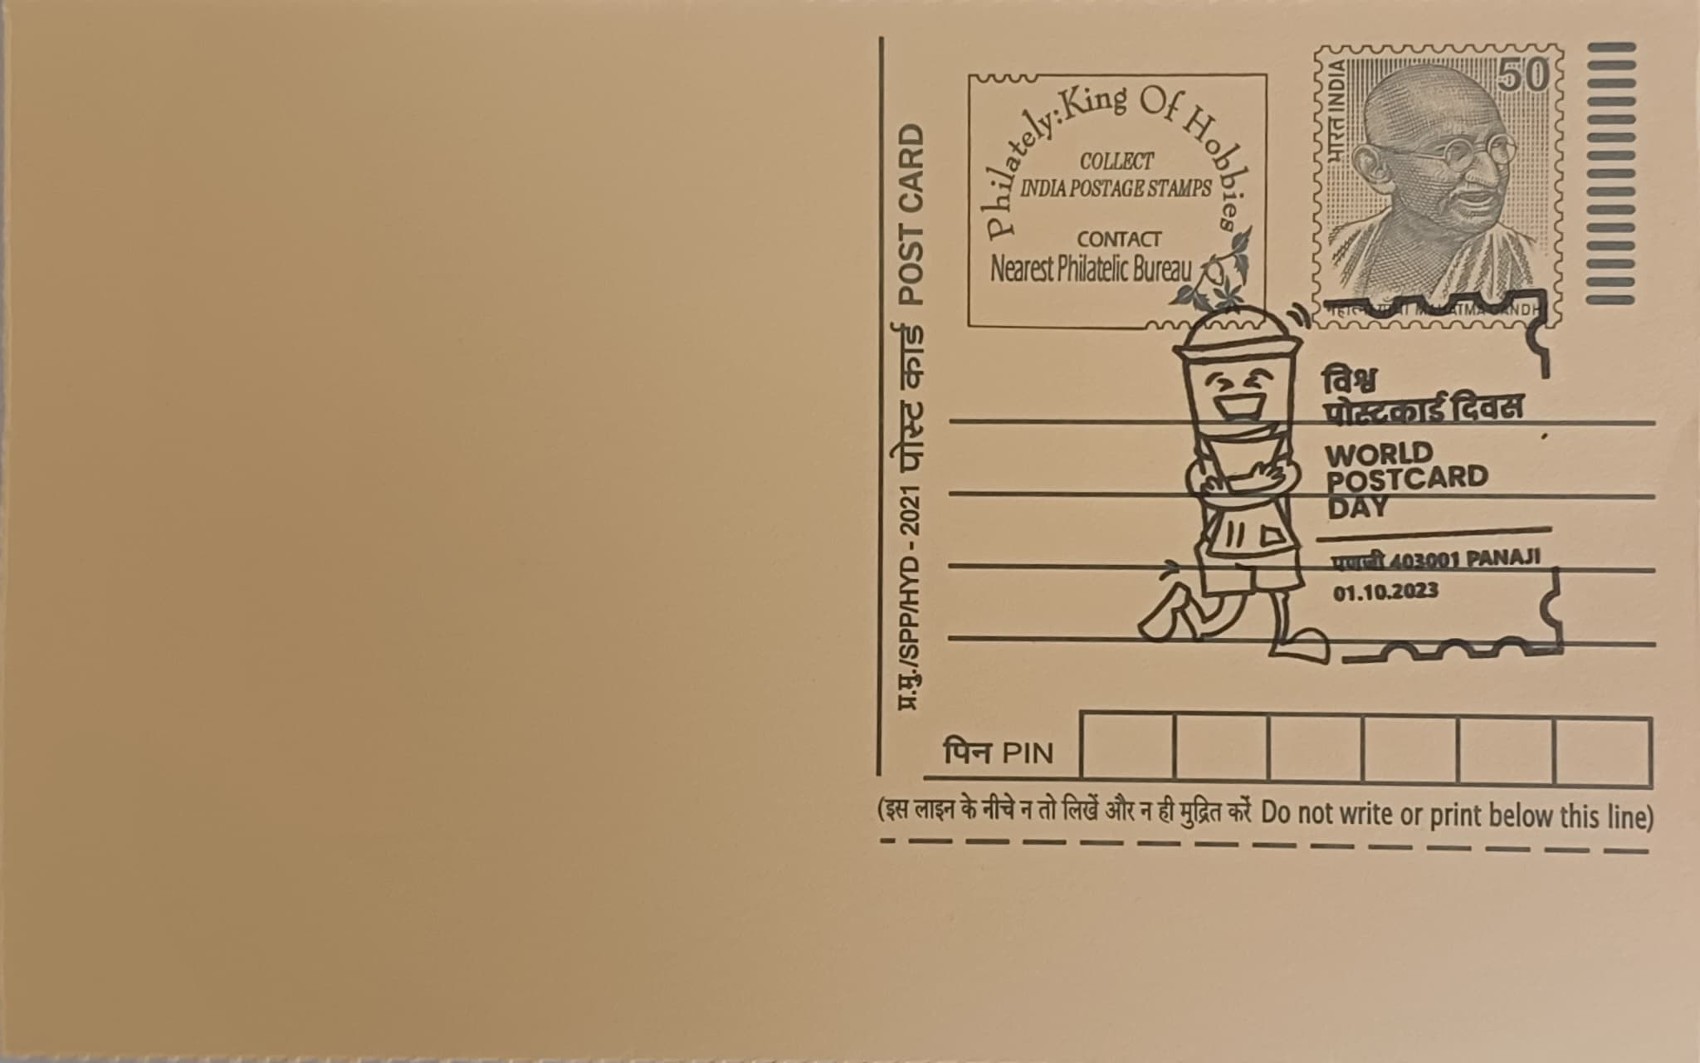 प्र.मु./SPP/HYD - 2021 पोस्ट कार्ड POST CARD
Philately:King Of Hobbies
COLLECT
INDIA POSTAGE STAMPS
CONTACT
Nearest Philatelic Bureau
भारत INDIA
50
महात्मा गाँधी MAHATMA GANDHI
विश्व
पोस्टकार्ड दिवस
WORLD
POSTCARD
DAY
पणजी 403001 PANAJI
01.10.2023
पिन PIN
(इस लाइन के नीचे न तो लिखें और न ही मुद्रित करें Do not write or print below this line)